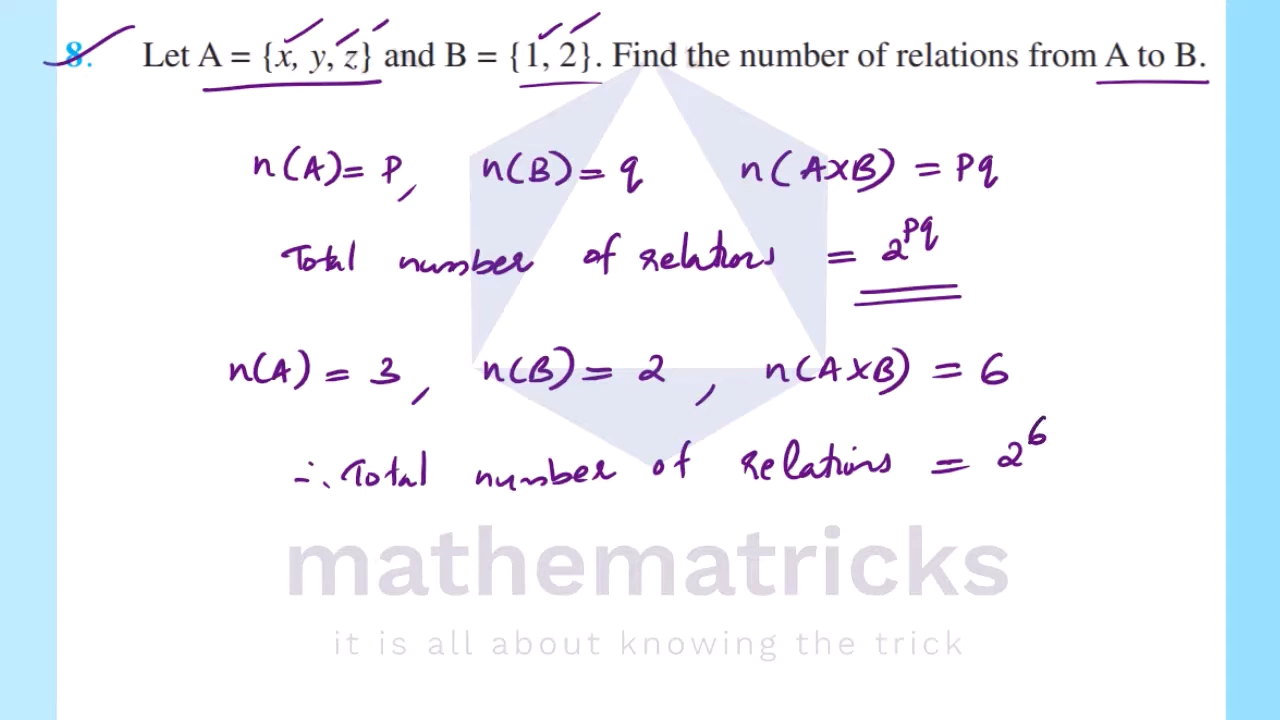 8. Let A = {x, y, z} and B = {1, 2}. Find the number of relations from A to B.
n(A) = p, n(B) = q n(A×B) = pq
Total number of relations = 2^pq
n(A) = 3, n(B) = 2, n(A×B) = 6
∴ Total number of relations = 2^6
mathematricks
it is all about knowing the trick